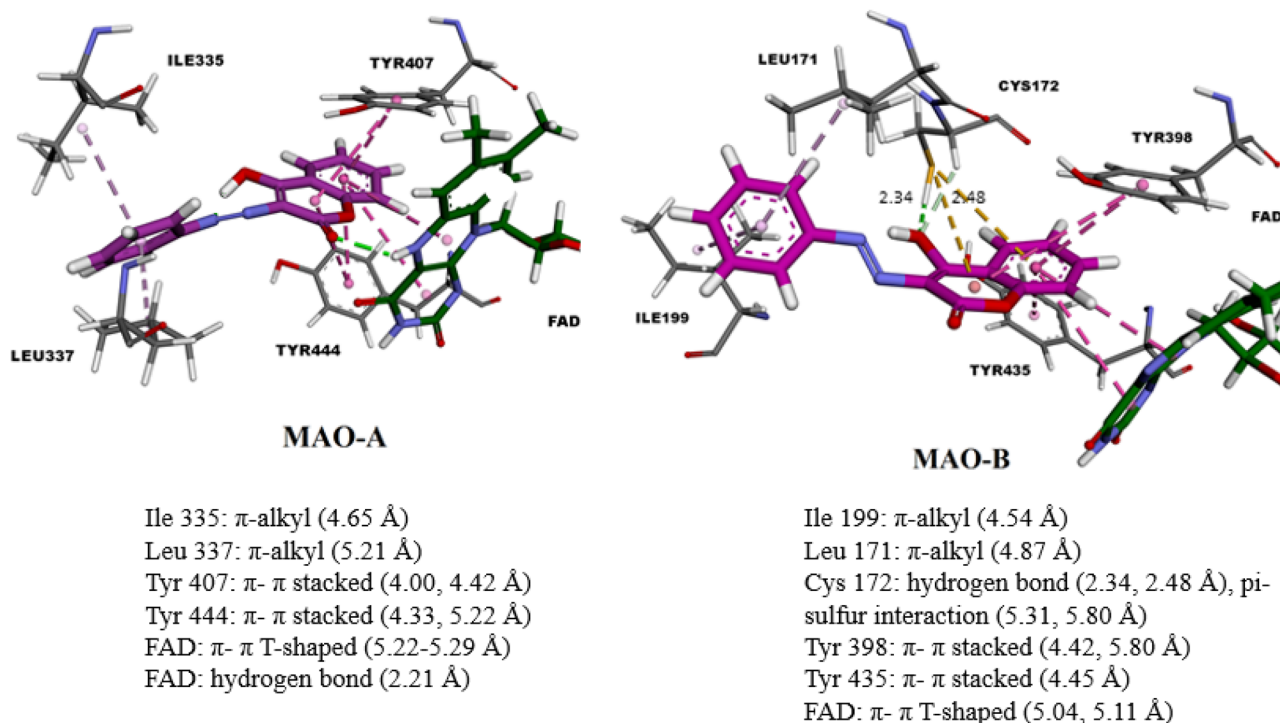 ILE335
TYR407
LEU337
TYR444
FAD
MAO-A
Ile 335: π-alkyl (4.65 Å)
Leu 337: π-alkyl (5.21 Å)
Tyr 407: π- π stacked (4.00, 4.42 Å)
Tyr 444: π- π stacked (4.33, 5.22 Å)
FAD: π- π T-shaped (5.22-5.29 Å)
FAD: hydrogen bond (2.21 Å)
LEU171
CYS172
TYR398
2.34
2.48
FAD
ILE199
TYR435
MAO-B
Ile 199: π-alkyl (4.54 Å)
Leu 171: π-alkyl (4.87 Å)
Cys 172: hydrogen bond (2.34, 2.48 Å), pi-
sulfur interaction (5.31, 5.80 Å)
Tyr 398: π- π stacked (4.42, 5.80 Å)
Tyr 435: π- π stacked (4.45 Å)
FAD: π- π T-shaped (5.04, 5.11 Å)